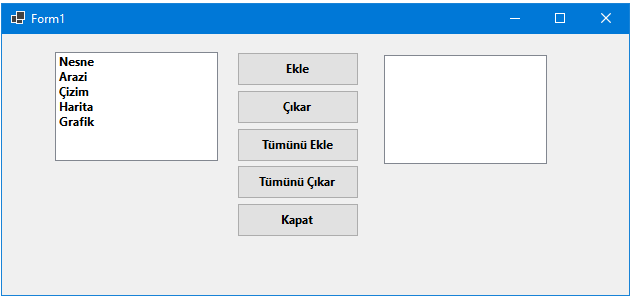 Form1
Nesne
Arazi
Çizim
Harita
Grafik
Ekle
Çıkar
Tümünü Ekle
Tümünü Çıkar
Kapat